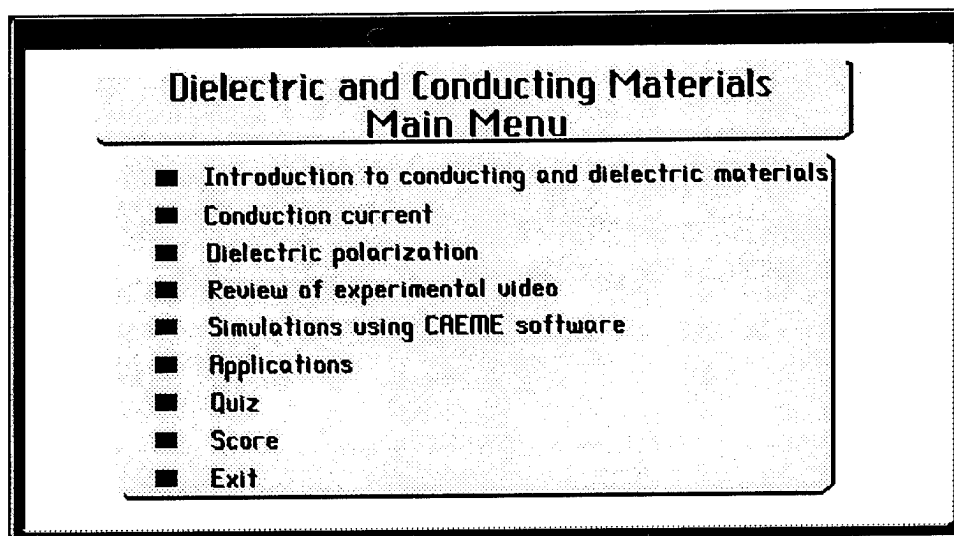 Dielectric and Conducting Materials
Main Menu
Introduction to conducting and dielectric materials
Conduction current
Dielectric polarization
Review of experimental video
Simulations using CAEME software
Applications
Quiz
Score
Exit